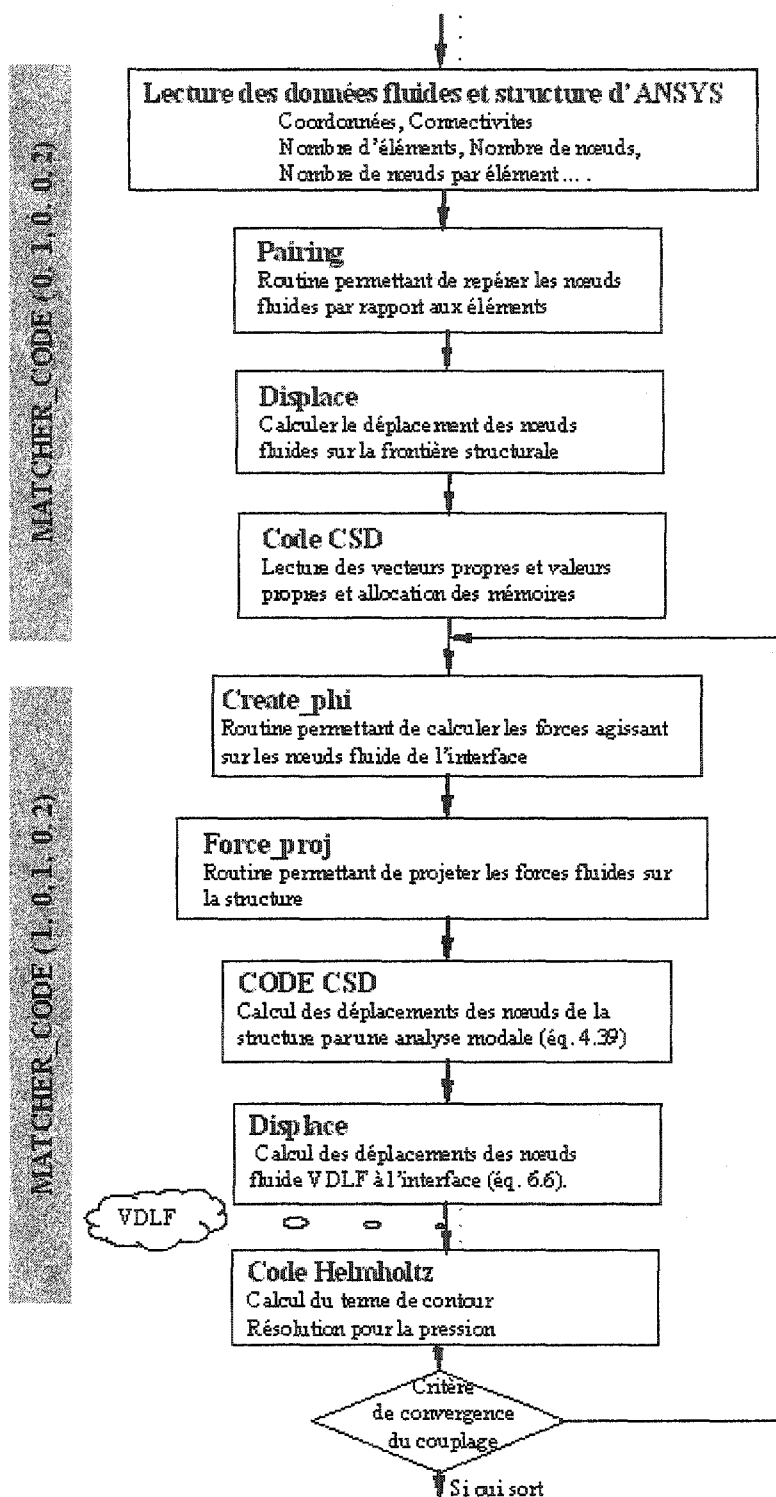 Lecture des données fluides et structure d'ANSYS
Coordonnées, Connectivites
Nombre d'éléments, Nombre de nœuds,
Nombre de nœuds par élément....
MATCHER_CODE (0, 1, 0, 0, 2)
Pairing
Routine permettant de repérer les nœuds
fluides par rapport aux éléments
Displace
Calculer le déplacement des nœuds
fluides sur la frontière structurale
Code CSD
Lecture des vecteurs propres et valeurs
propres et allocation des mémoires
MATCHER_CODE (1, 0, 1, 0, 2)
Create_phi
Routine permettant de calculer les forces agissant
sur les nœuds fluide de l'interface
Force_proj
Routine permettant de projeter les forces fluides sur
la structure
CODE CSD
Calcul des déplacements des nœuds de la
structure par une analyse modale (éq. 4.39)
Displace
Calcul des déplacements des nœuds
fluide VDLF à l'interface (éq. 6.6).
VDLF
Code Helmholtz
Calcul du terme de contour
Résolution pour la pression
Critère
de convergence
du couplage
Si oui sort